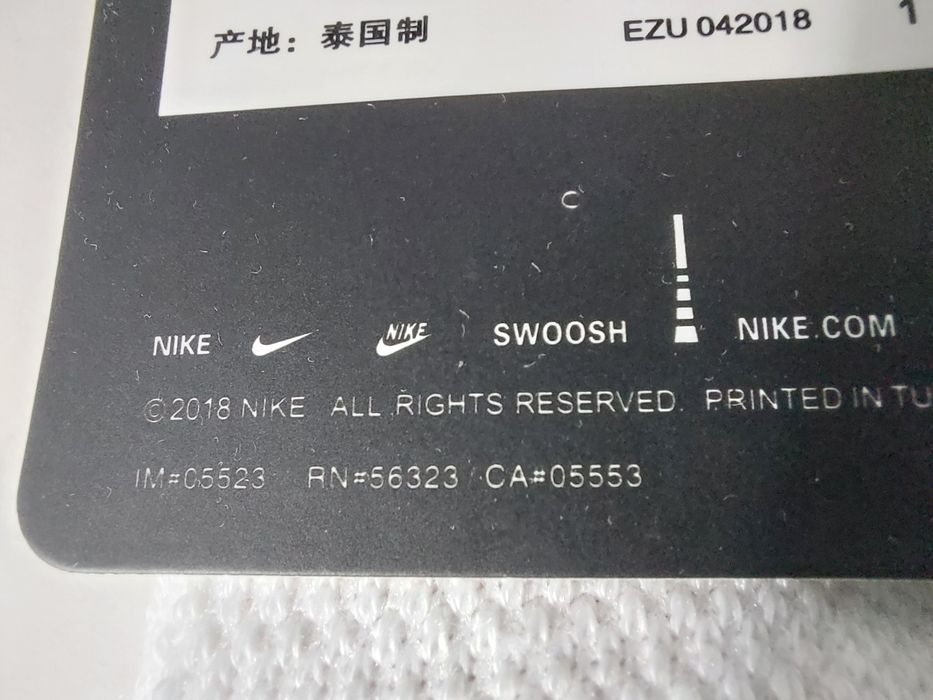 产地：泰国制 EZU 042018 1
NIKE NIKE SWOOSH NIKE.COM
©2018 NIKE ALL RIGHTS RESERVED. PRINTED IN
IM#05523 RN#56323 CA#05553